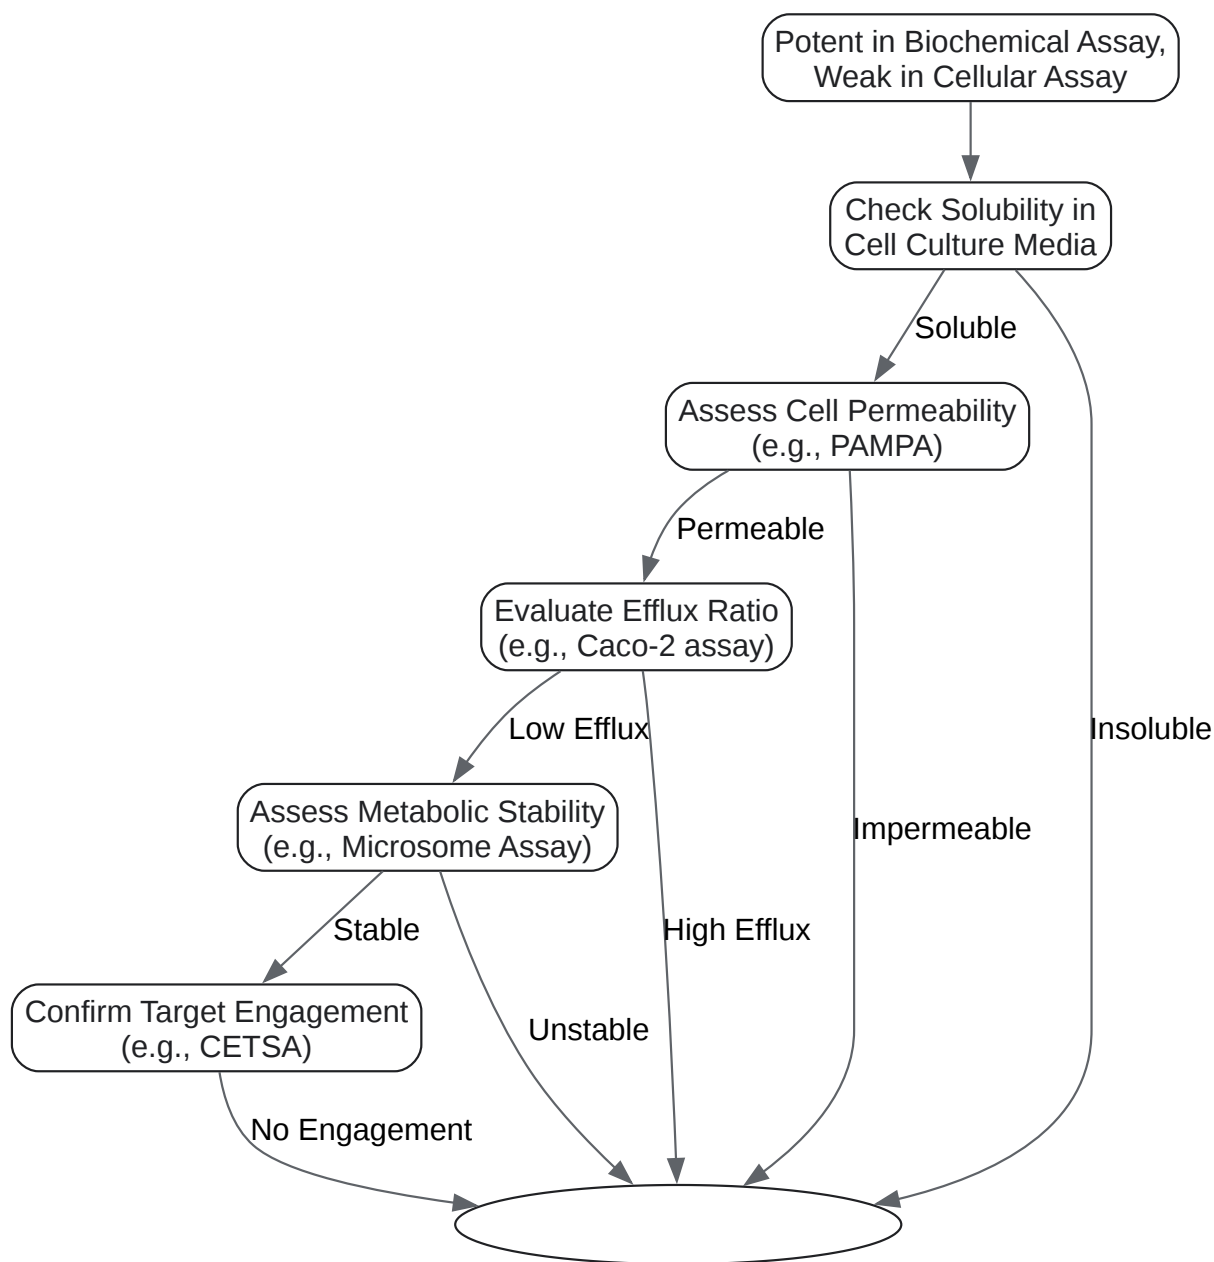 Potent in Biochemical Assay,
Weak in Cellular Assay
Check Solubility in
Cell Culture Media
Soluble
Assess Cell Permeability
(e.g., PAMPA)
Permeable
Evaluate Efflux Ratio
(e.g., Caco-2 assay)
Low Efflux
Insoluble
Assess Metabolic Stability
(e.g., Microsome Assay)
Impermeable
Stable
High Efflux
Confirm Target Engagement
(e.g., CETSA)
Unstable
No Engagement